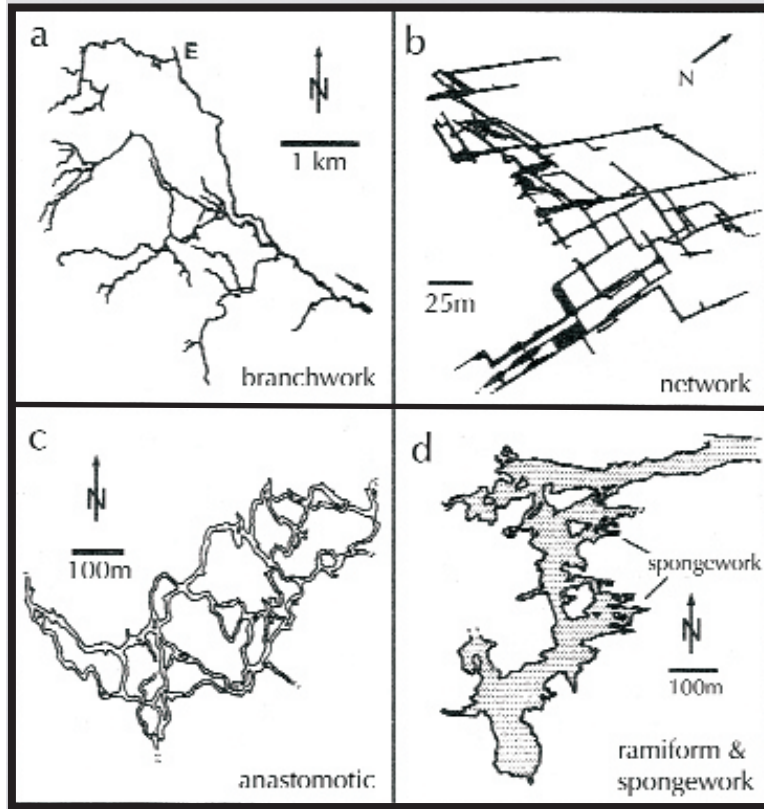 a
E
N
1 km
branchwork
b
N
25m
network
c
N
100m
anastomotic
d
spongework
N
100m
ramiform &
spongework